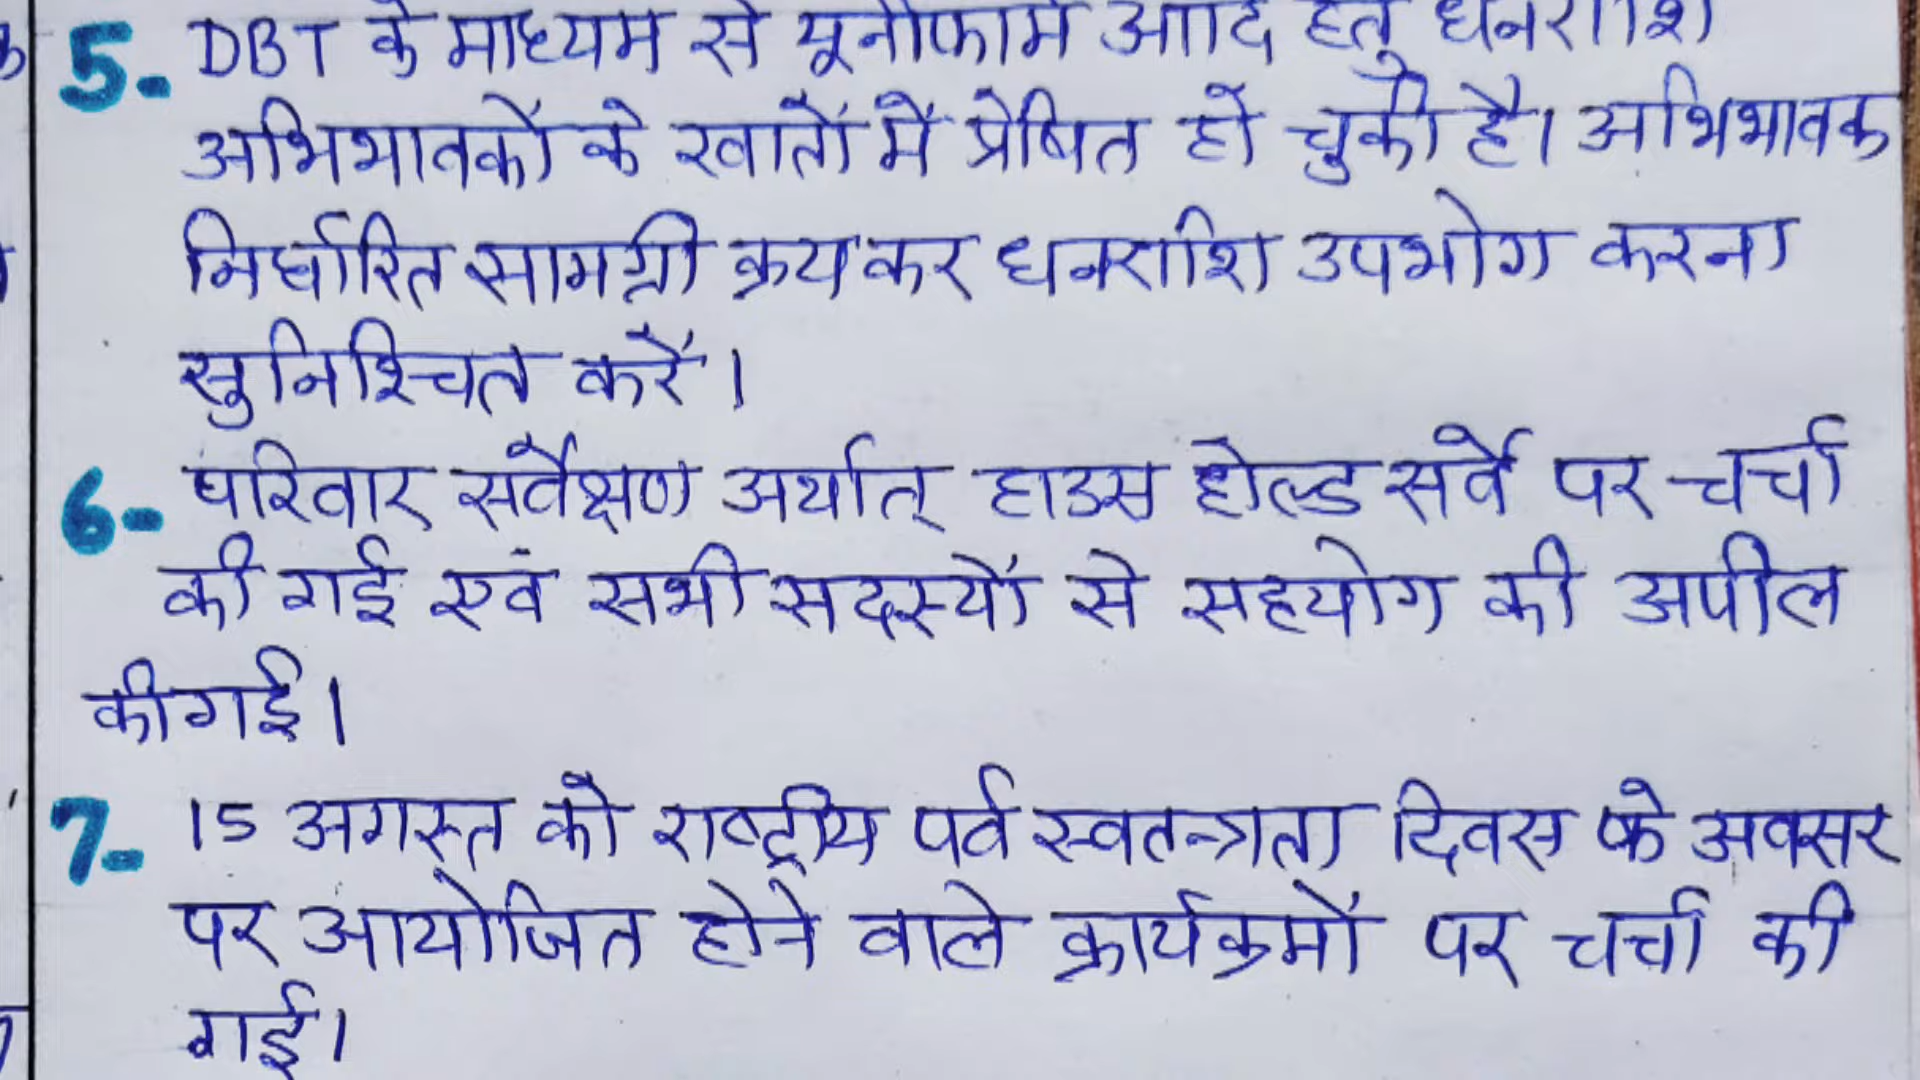 5- DBT के माध्यम से यूनीफार्म आदि हेतु धनराशि
अभिभावकों के खातों में प्रेषित हो चुकी है। अभिभावक
निर्धारित सामग्री क्रय कर धनराशि उपभोग करना
सुनिश्चित करें।
6- परिवार सर्वेक्षण अर्थात् हाउस होल्ड सर्वे पर चर्चा
की गई एवं सभी सदस्यों से सहयोग की अपील
की गई।
7- 15 अगस्त को राष्ट्रीय पर्व स्वतन्त्रता दिवस के अवसर
पर आयोजित होने वाले कार्यक्रमों पर चर्चा की
गई।